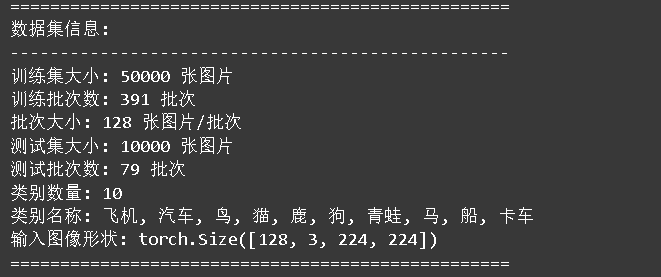 ==================================================
数据集信息:
--------------------------------------------------
训练集大小: 50000 张图片
训练批次数: 391 批次
批次大小: 128 张图片/批次
测试集大小: 10000 张图片
测试批次数: 79 批次
类别数量: 10
类别名称: 飞机, 汽车, 鸟, 猫, 鹿, 狗, 青蛙, 马, 船, 卡车
输入图像形状: torch.Size([128, 3, 224, 224])
==================================================